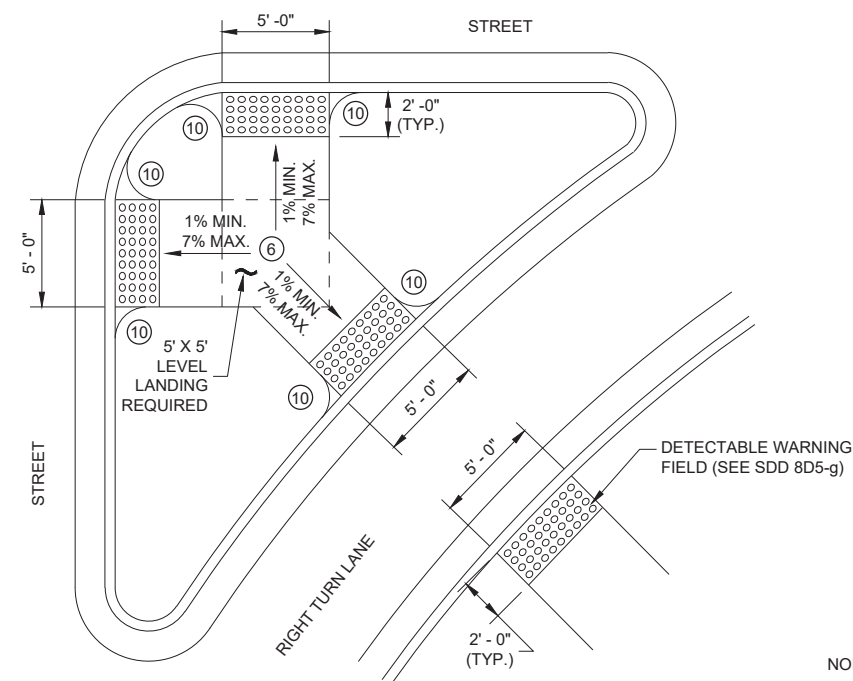 5' -0"
STREET
10
10
2' -0"
(TYP.)
10
1% MIN.
7% MAX.
1% MIN.
7% MAX.
6
5' - 0"
1% MIN.
7% MAX.
10
10
5' X 5'
LEVEL
LANDING
REQUIRED
10
5' - 0"
STREET
5' - 0"
DETECTABLE WARNING
FIELD (SEE SDD 8D5-g)
RIGHT TURN LANE
2' - 0"
(TYP.)
NO